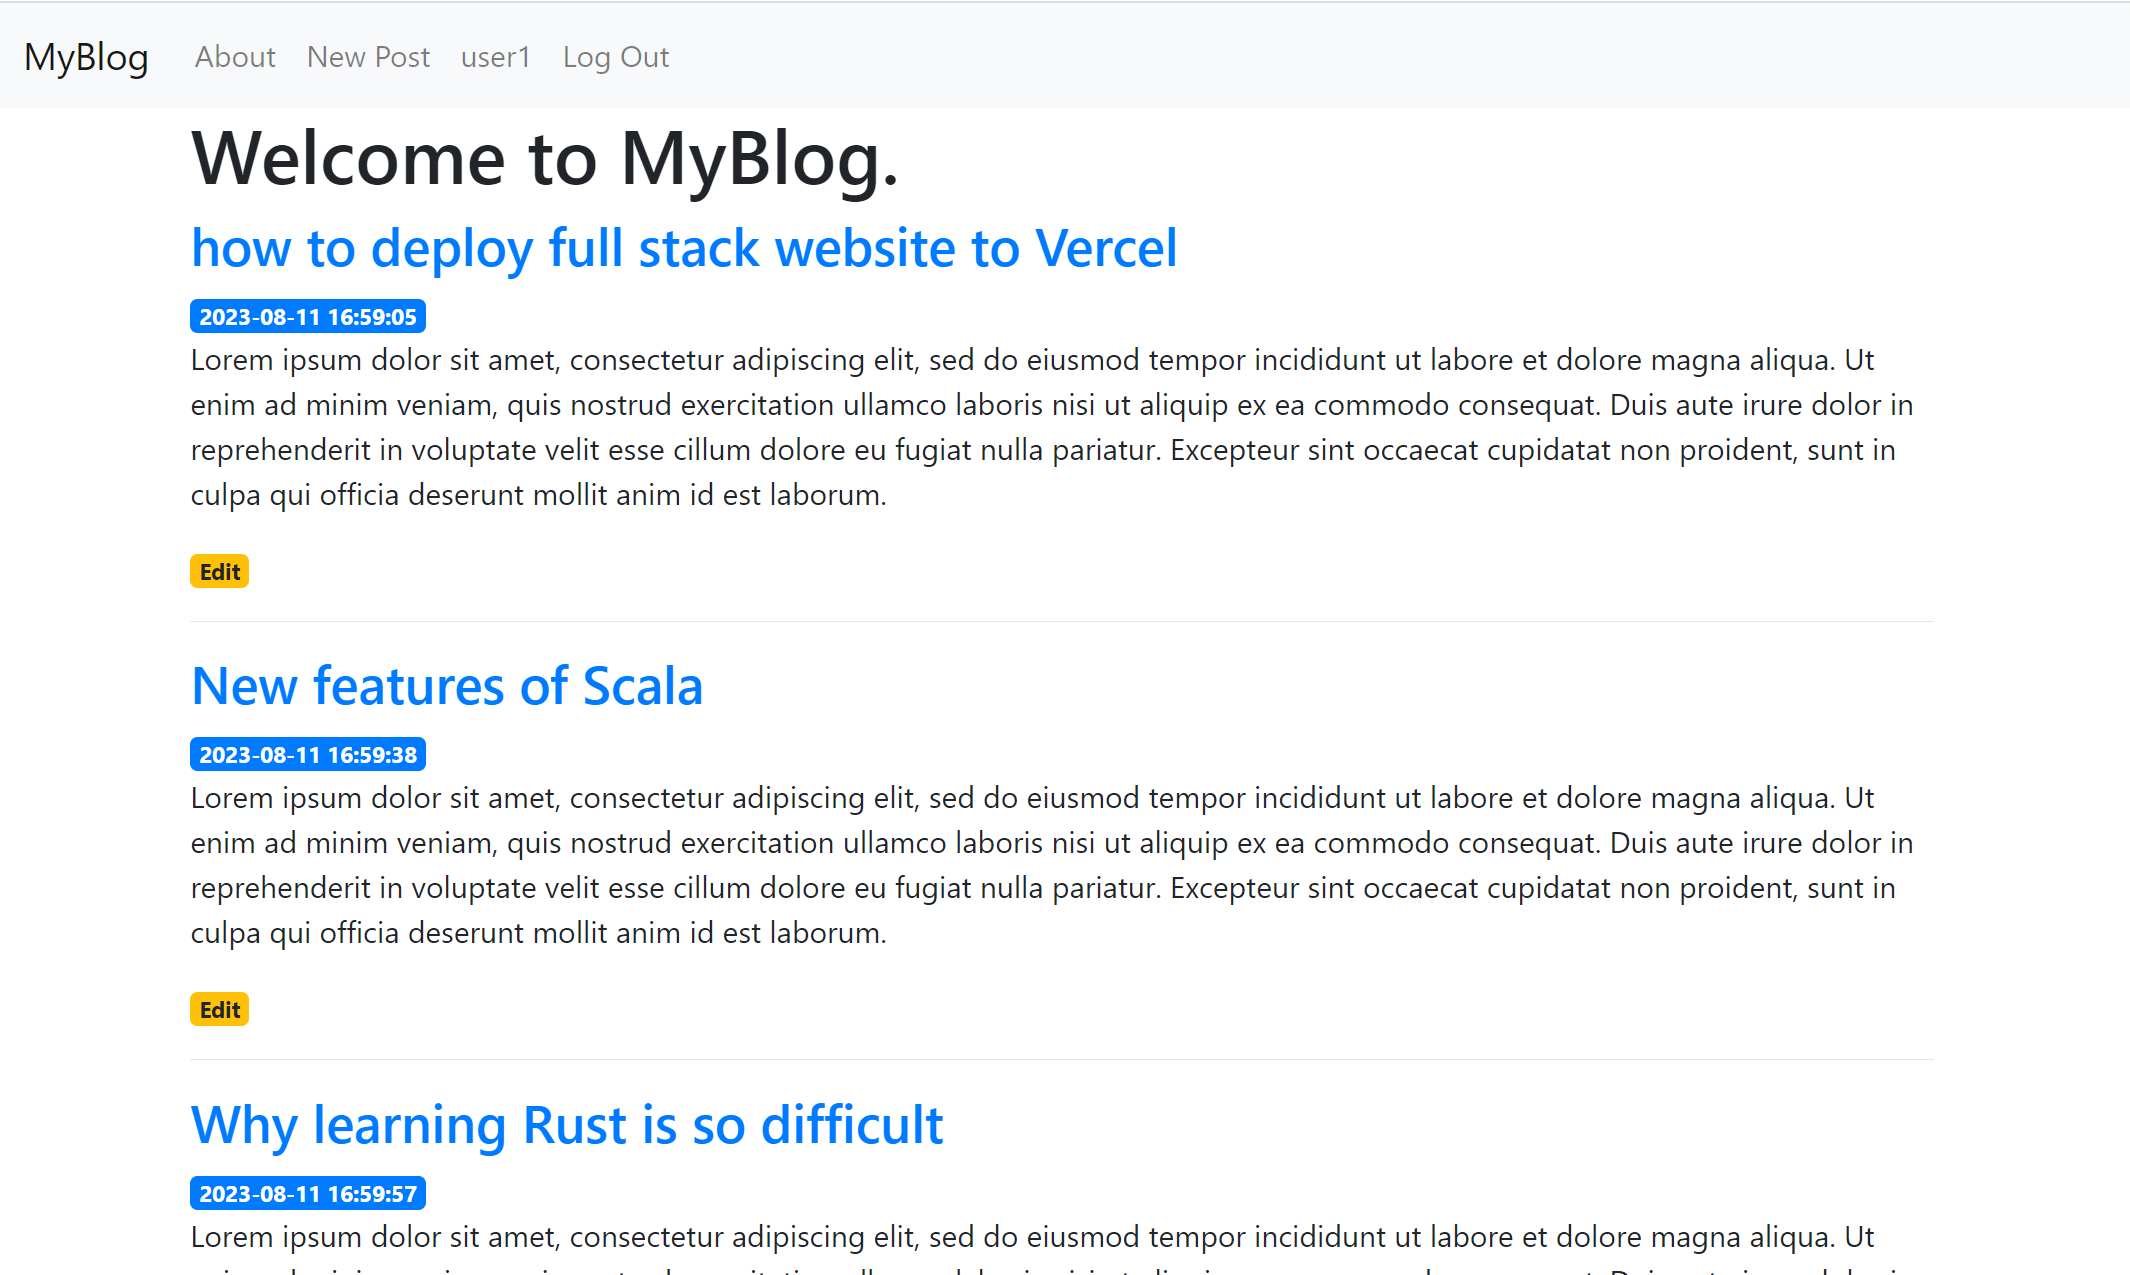 MyBlog About New Post user1 Log Out
Welcome to MyBlog.
how to deploy full stack website to Vercel
2023-08-11 16:59:05
Lorem ipsum dolor sit amet, consectetur adipiscing elit, sed do eiusmod tempor incididunt ut labore et dolore magna aliqua. Ut
enim ad minim veniam, quis nostrud exercitation ullamco laboris nisi ut aliquip ex ea commodo consequat. Duis aute irure dolor in
reprehenderit in voluptate velit esse cillum dolore eu fugiat nulla pariatur. Excepteur sint occaecat cupidatat non proident, sunt in
culpa qui officia deserunt mollit anim id est laborum.
Edit
New features of Scala
2023-08-11 16:59:38
Lorem ipsum dolor sit amet, consectetur adipiscing elit, sed do eiusmod tempor incididunt ut labore et dolore magna aliqua. Ut
enim ad minim veniam, quis nostrud exercitation ullamco laboris nisi ut aliquip ex ea commodo consequat. Duis aute irure dolor in
reprehenderit in voluptate velit esse cillum dolore eu fugiat nulla pariatur. Excepteur sint occaecat cupidatat non proident, sunt in
culpa qui officia deserunt mollit anim id est laborum.
Edit
Why learning Rust is so difficult
2023-08-11 16:59:57
Lorem ipsum dolor sit amet, consectetur adipiscing elit, sed do eiusmod tempor incididunt ut labore et dolore magna aliqua. Ut